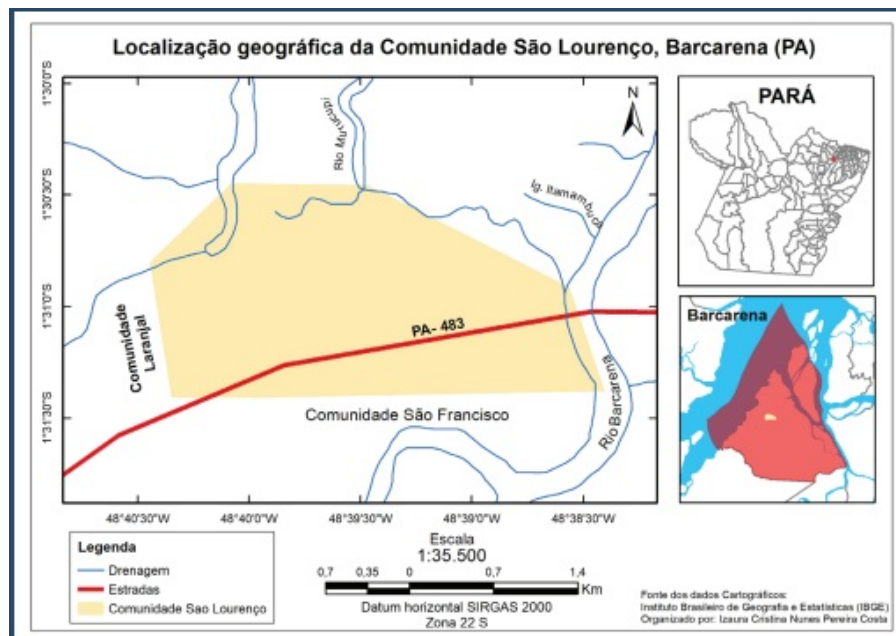 Localização geográfica da Comunidade São Lourenço, Barcarena (PA)
1°30'0"S
1°30'30"S
1°31'0"S
1°31'30"S
Rio Murucupi
N
Ig. Itamambuca
Comunidade
Laranjal
PA- 483
Comunidade São Francisco
Rio Barcarena
48°40'30"W
48°40'0"W
48°39'30"W
48°39'0"W
48°38'30"W
PARÁ
Barcarena
Legenda
Drenagem
Estradas
Comunidade Sao Lourenço
Escala
1:35.500
0,7 0,35 0 0,7 1,4
Km
Datum horizontal SIRGAS 2000
Zona 22 S
Fonte dos dados Cartográficos:
Instituto Brasileiro de Geografia e Estatísticas (IBGE)
Organizado por: Izaura Cristina Nunes Pereira Costa